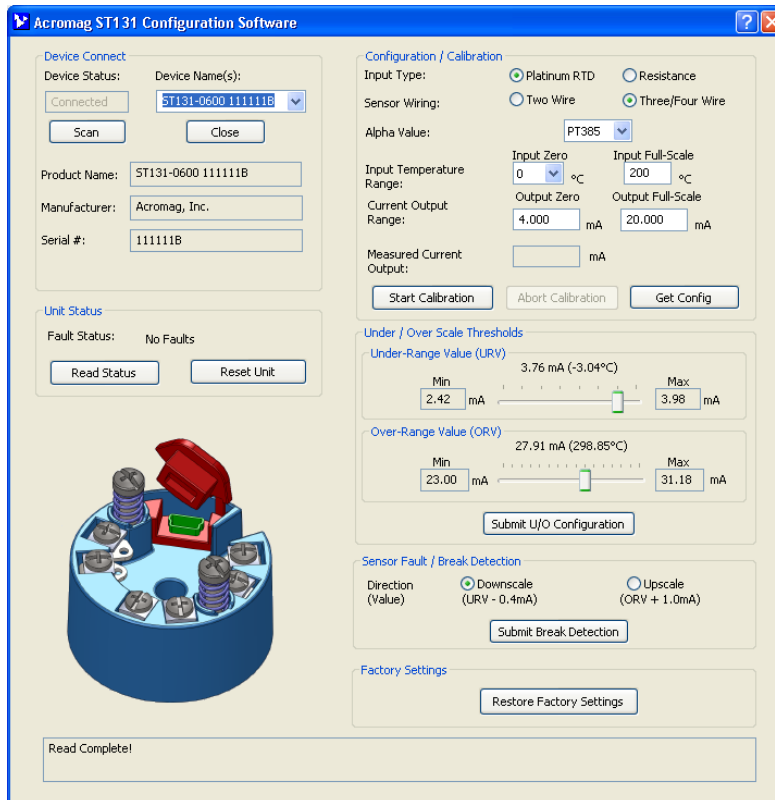 Acromag ST131 Configuration Software
Device Connect
Device Status:
Device Name(s):
Connected
ST131-0600 111111B
Scan
Close
Product Name:
ST131-0600 111111B
Manufacturer:
Acromag, Inc.
Serial #:
111111B
Unit Status
Fault Status:
No Faults
Read Status
Reset Unit
Configuration / Calibration
Input Type:
Platinum RTD
Resistance
Sensor Wiring:
Two Wire
Three/Four Wire
Alpha Value:
PT385
Input Zero
Input Full-Scale
Input Temperature
Range:
0
°C
200
°C
Output Zero
Output Full-Scale
Current Output
Range:
4.000
mA
20.000
mA
Measured Current
Output:
mA
Start Calibration
Abort Calibration
Get Config
Under / Over Scale Thresholds
Under-Range Value (URV)
3.76 mA (-3.04°C)
Min
Max
2.42
mA
3.98
mA
Over-Range Value (ORV)
27.91 mA (298.85°C)
Min
Max
23.00
mA
31.18
mA
Submit U/O Configuration
Sensor Fault / Break Detection
Direction
(Value)
Downscale
(URV - 0.4mA)
Upscale
(ORV + 1.0mA)
Submit Break Detection
Factory Settings
Restore Factory Settings
Read Complete!